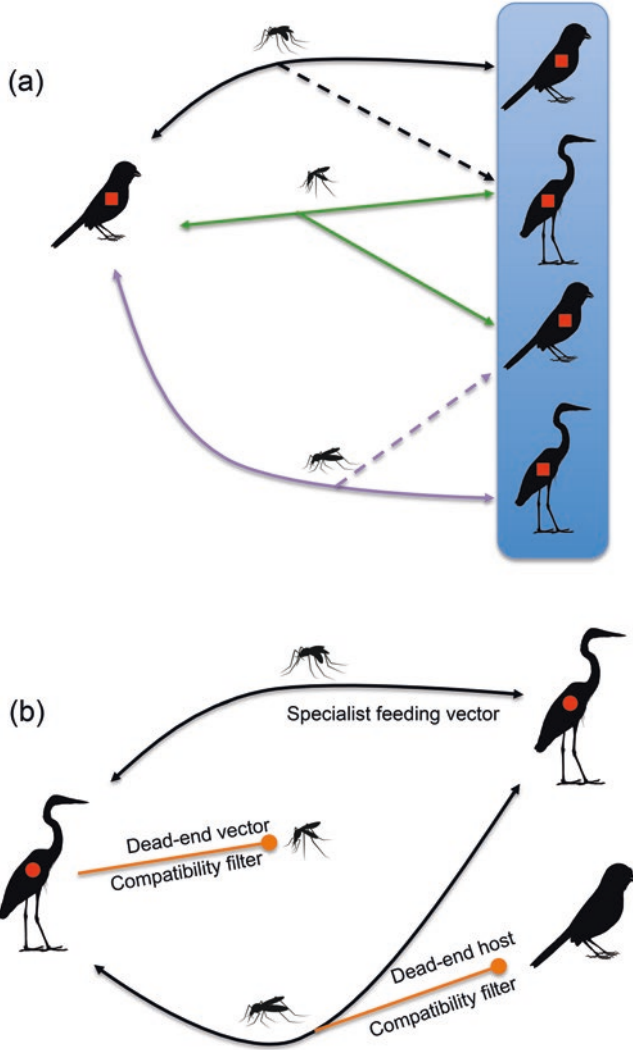 (a)
(b)
Specialist feeding vector
Dead-end vector
Compatibility filter
Dead-end host
Compatibility filter